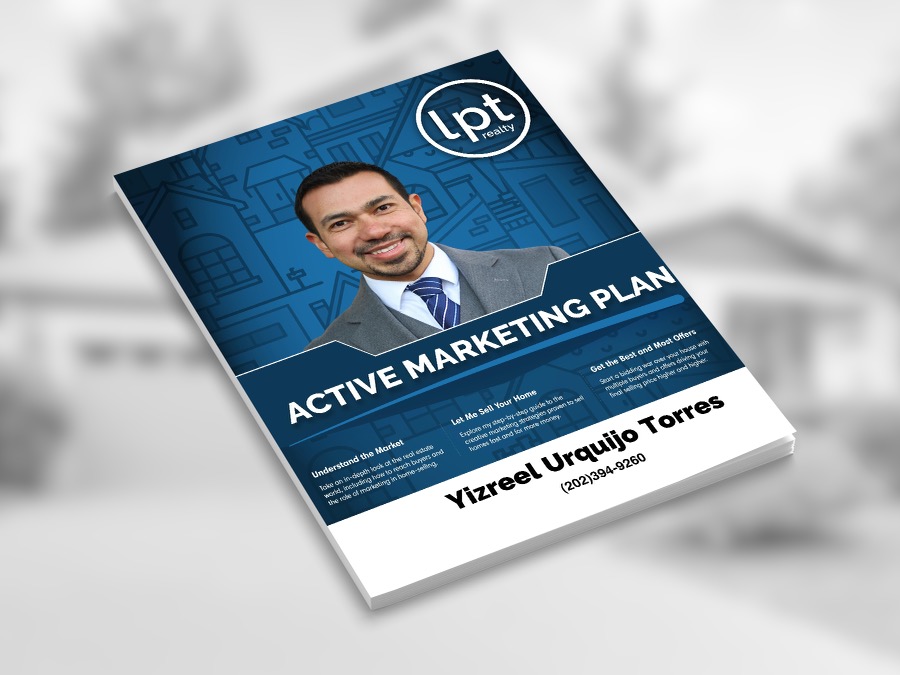 lpt
realty
ACTIVE MARKETING PLAN
Understand the Market
Take an in-depth look of the real estate
world, including how to reach buyers and
the role of marketing in home-selling.
Let Me Sell Your Home
Explore my step-by-step guide to the
creative marketing strategies proven to sell
homes fast and for more money.
Get the Best and Most Offers
Start a bidding war over your house with
multiple buyers and offers driving your
final selling price higher and higher.
Yizreel Urquijo Torres
(202)394-9260